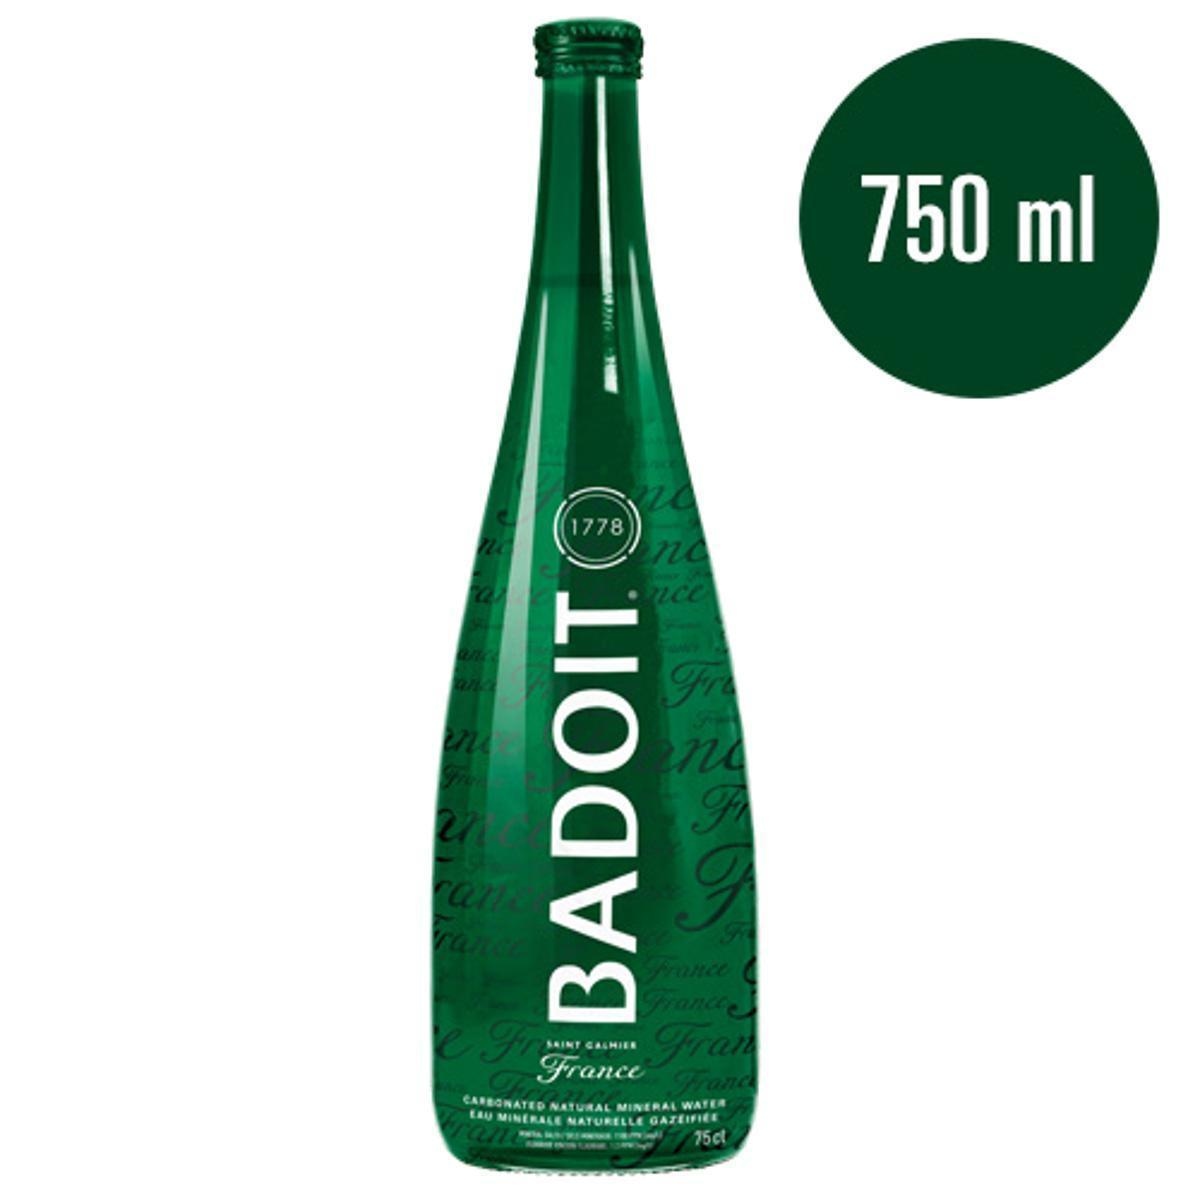 750 ml
1778
BADOIT®
SAINT GALMIER
France
CARBONATED NATURAL MINERAL WATER
EAU MINÉRALE NATURELLE GAZÉIFIÉE
75cl